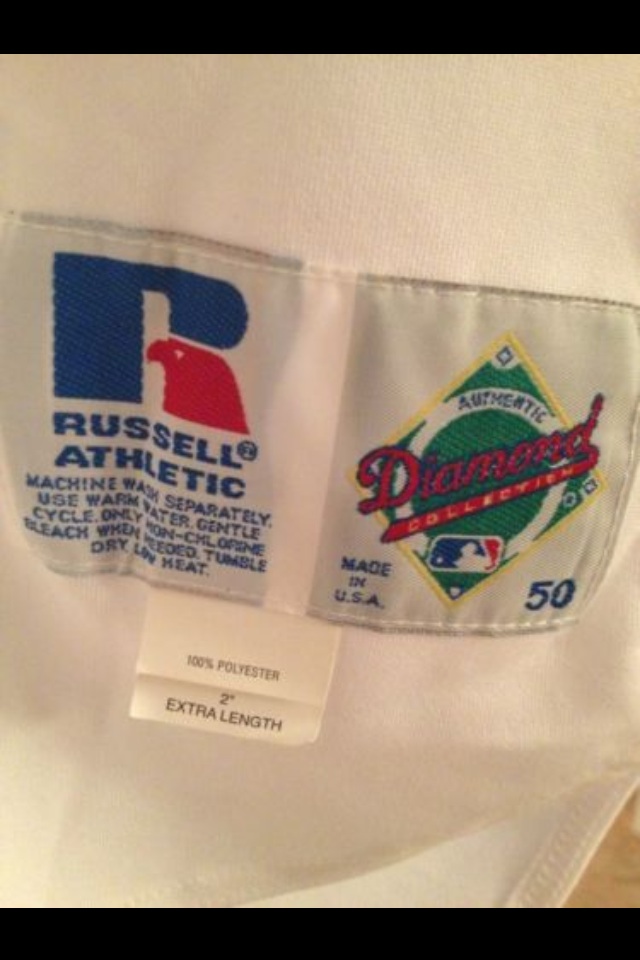 RUSSELL®
ATHLETIC
MACHINE WASH SEPARATELY.
USE WARM WATER. GENTLE
CYCLE. ONLY NON-CHLORINE
BLEACH WHEN NEEDED. TUMBLE
DRY, LOW HEAT.
AUTHENTIC
Diamond
COLLECTION
MADE
IN
U.S.A.
50
100% POLYESTER
2"
EXTRA LENGTH